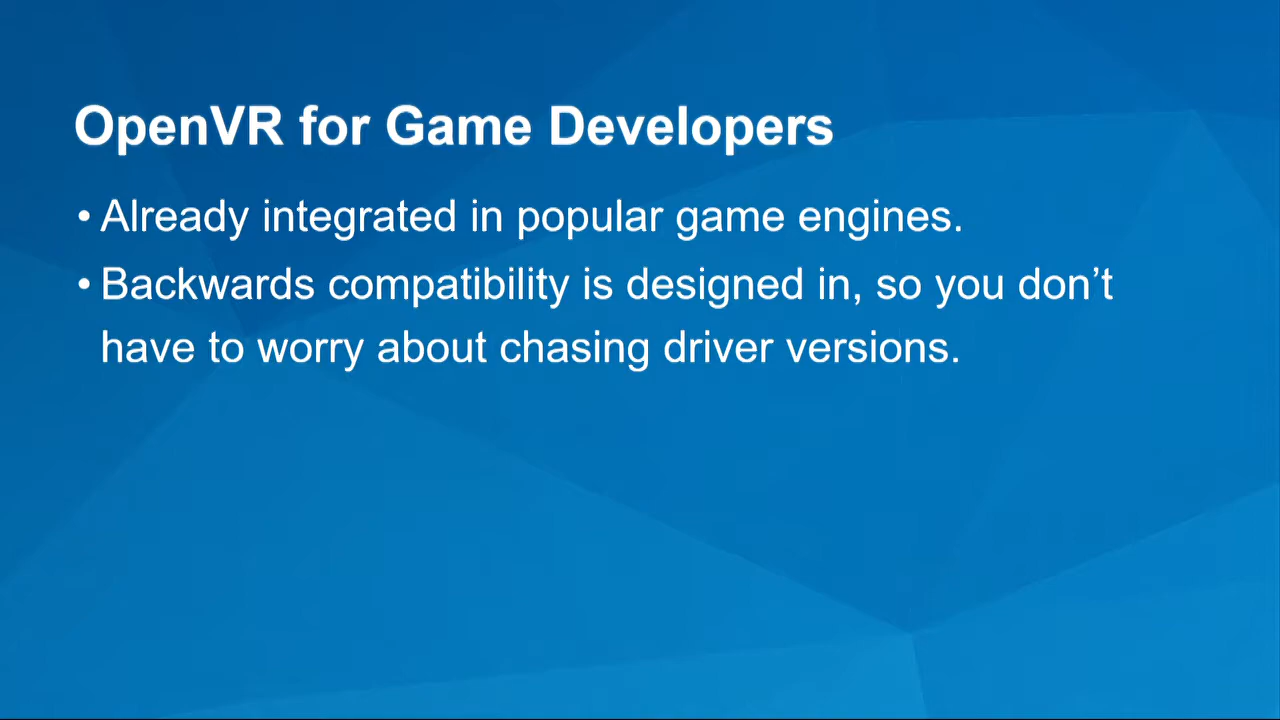 OpenVR for Game Developers
• Already integrated in popular game engines.
• Backwards compatibility is designed in, so you don’t
have to worry about chasing driver versions.